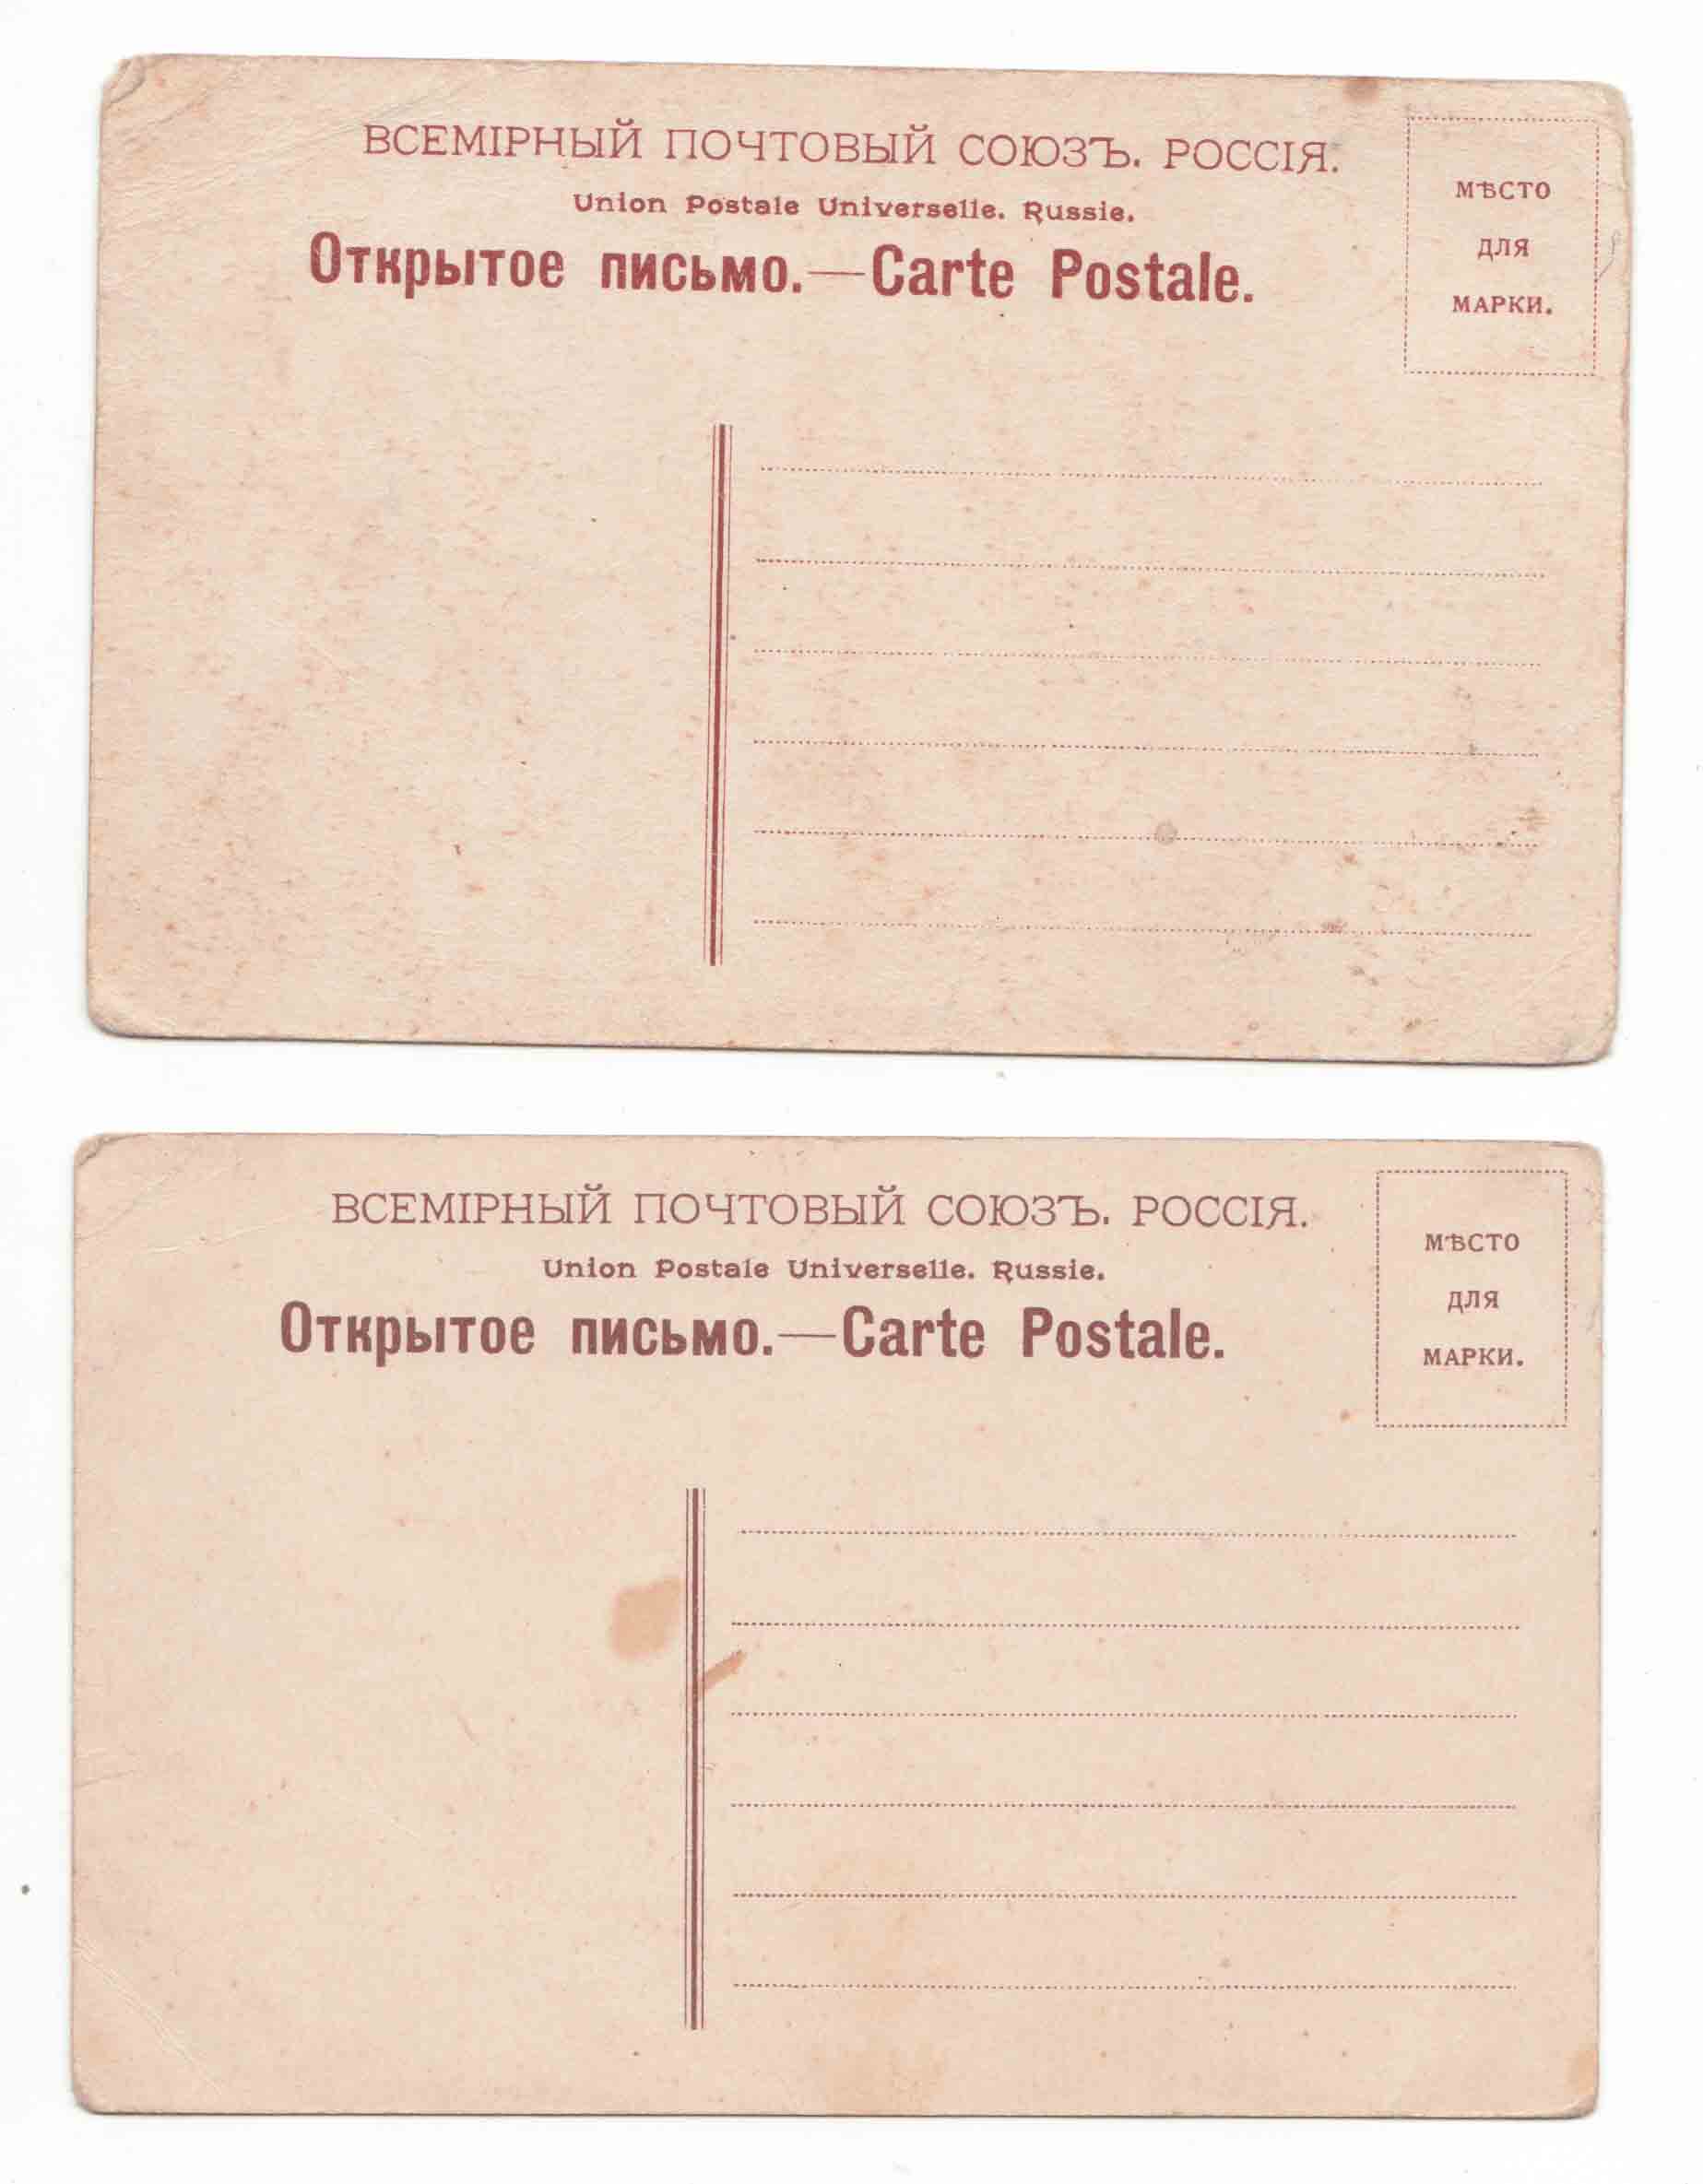 ВСЕМІРНЫЙ ПОЧТОВЫЙ СОЮЗЪ. РОССІЯ.
Union Postale Universelle. Russie.
Открытое письмо.—Carte Postale.
МѢСТО
ДЛЯ
МАРКИ.
ВСЕМІРНЫЙ ПОЧТОВЫЙ СОЮЗЪ. РОССІЯ.
Union Postale Universelle. Russie.
Открытое письмо.—Carte Postale.
МѢСТО
ДЛЯ
МАРКИ.